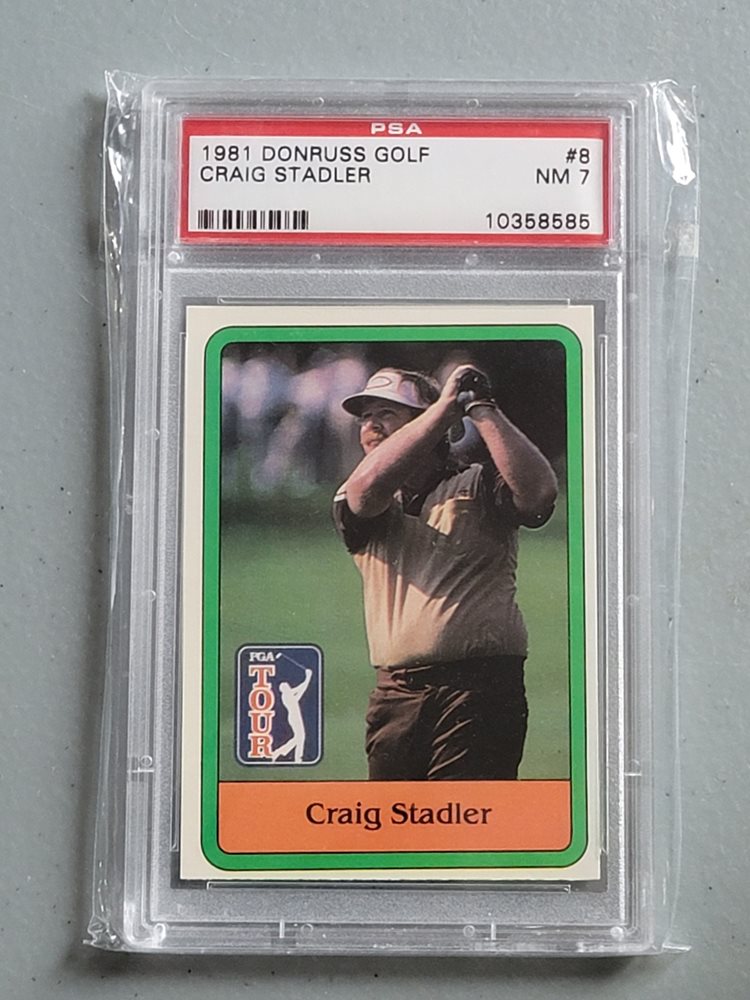 PSA
1981 DONRUSS GOLF #8
CRAIG STADLER NM 7
10358585
PGA
TOUR
Craig Stadler